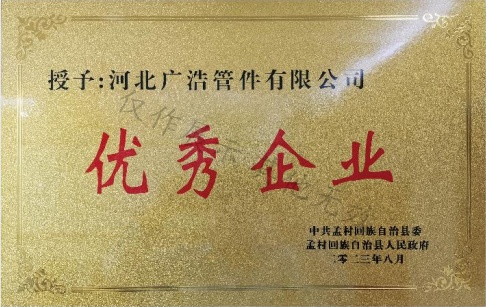 授予:河北广浩管件有限公司
优秀企业
中共孟村回族自治县委
孟村回族自治县人民政府
二零二三年八月